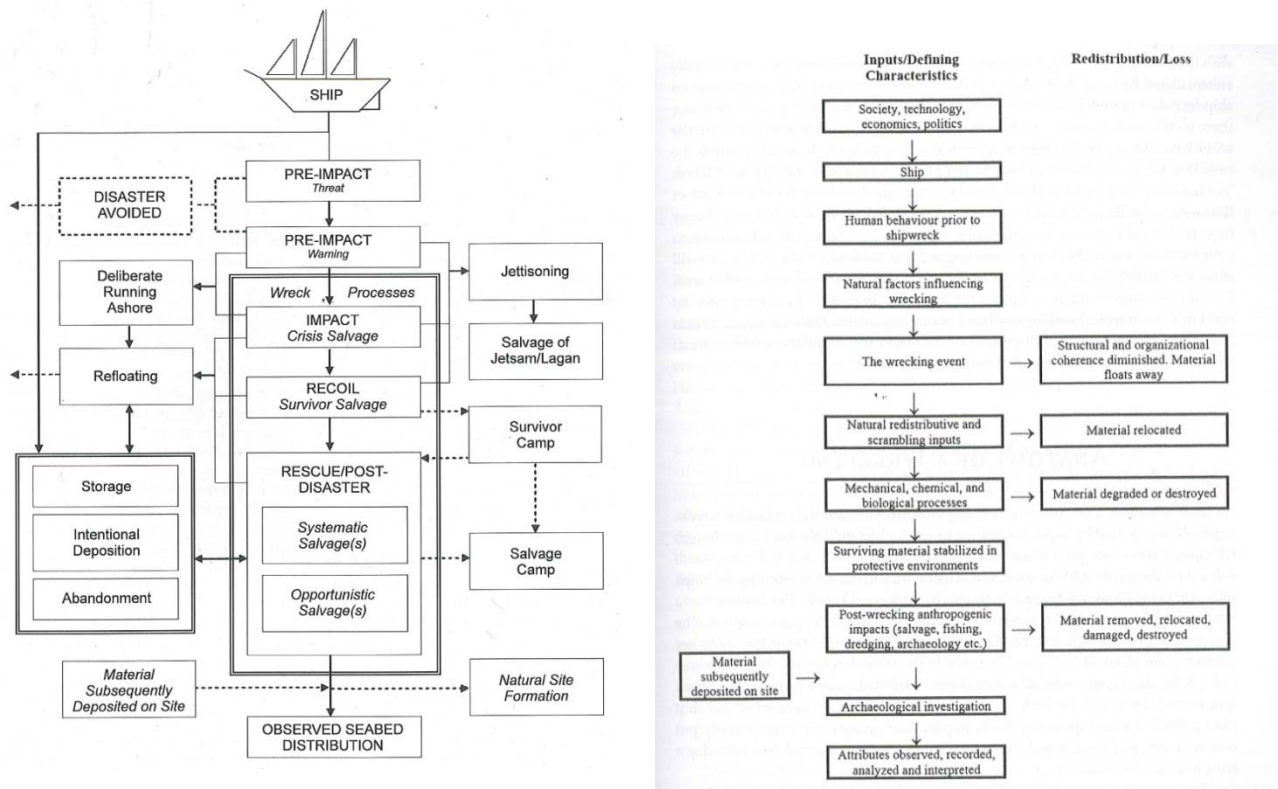 SHIP
PRE-IMPACT
Threat
DISASTER
AVOIDED
PRE-IMPACT
Warning
Deliberate
Running
Ashore
Jettisoning
Wreck Processes
IMPACT
Crisis Salvage
Salvage of
Jetsam/Lagan
Refloating
RECOIL
Survivor Salvage
Survivor
Camp
RESCUE/POST-
DISASTER
Storage
Systematic
Salvage(s)
Intentional
Deposition
Salvage
Camp
Abandonment
Opportunistic
Salvage(s)
Material
Subsequently
Deposited on Site
Natural Site
Formation
OBSERVED SEABED
DISTRIBUTION
Inputs/Defining
Characteristics
Redistribution/Loss
Society, technology,
economics, politics
Ship
Human behaviour prior to
shipwreck
Natural factors influencing
wrecking
The wrecking event
Structural and organizational
coherence diminished. Material
floats away
Natural redistributive and
scrambling inputs
Material relocated
Mechanical, chemical, and
biological processes
Material degraded or destroyed
Surviving material stabilized in
protective environments
Post-wrecking anthropogenic
impacts (salvage, fishing,
dredging, archaeology etc.)
Material removed, relocated,
damaged, destroyed
Material
subsequently
deposited on site
Archaeological investigation
Attributes observed, recorded,
analyzed and interpreted